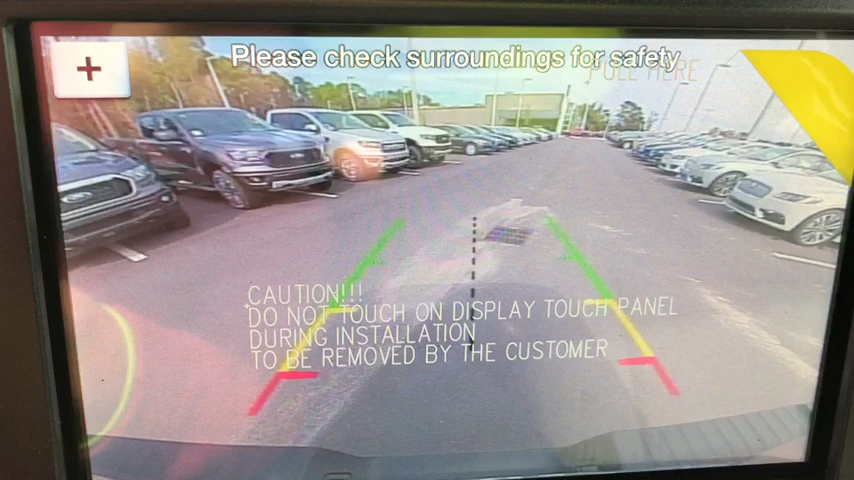 Please check surroundings for safety
PULL HERE
+
CAUTION!!!
DO NOT TOUCH ON DISPLAY TOUCH PANEL
DURING INSTALLATION
TO BE REMOVED BY THE CUSTOMER